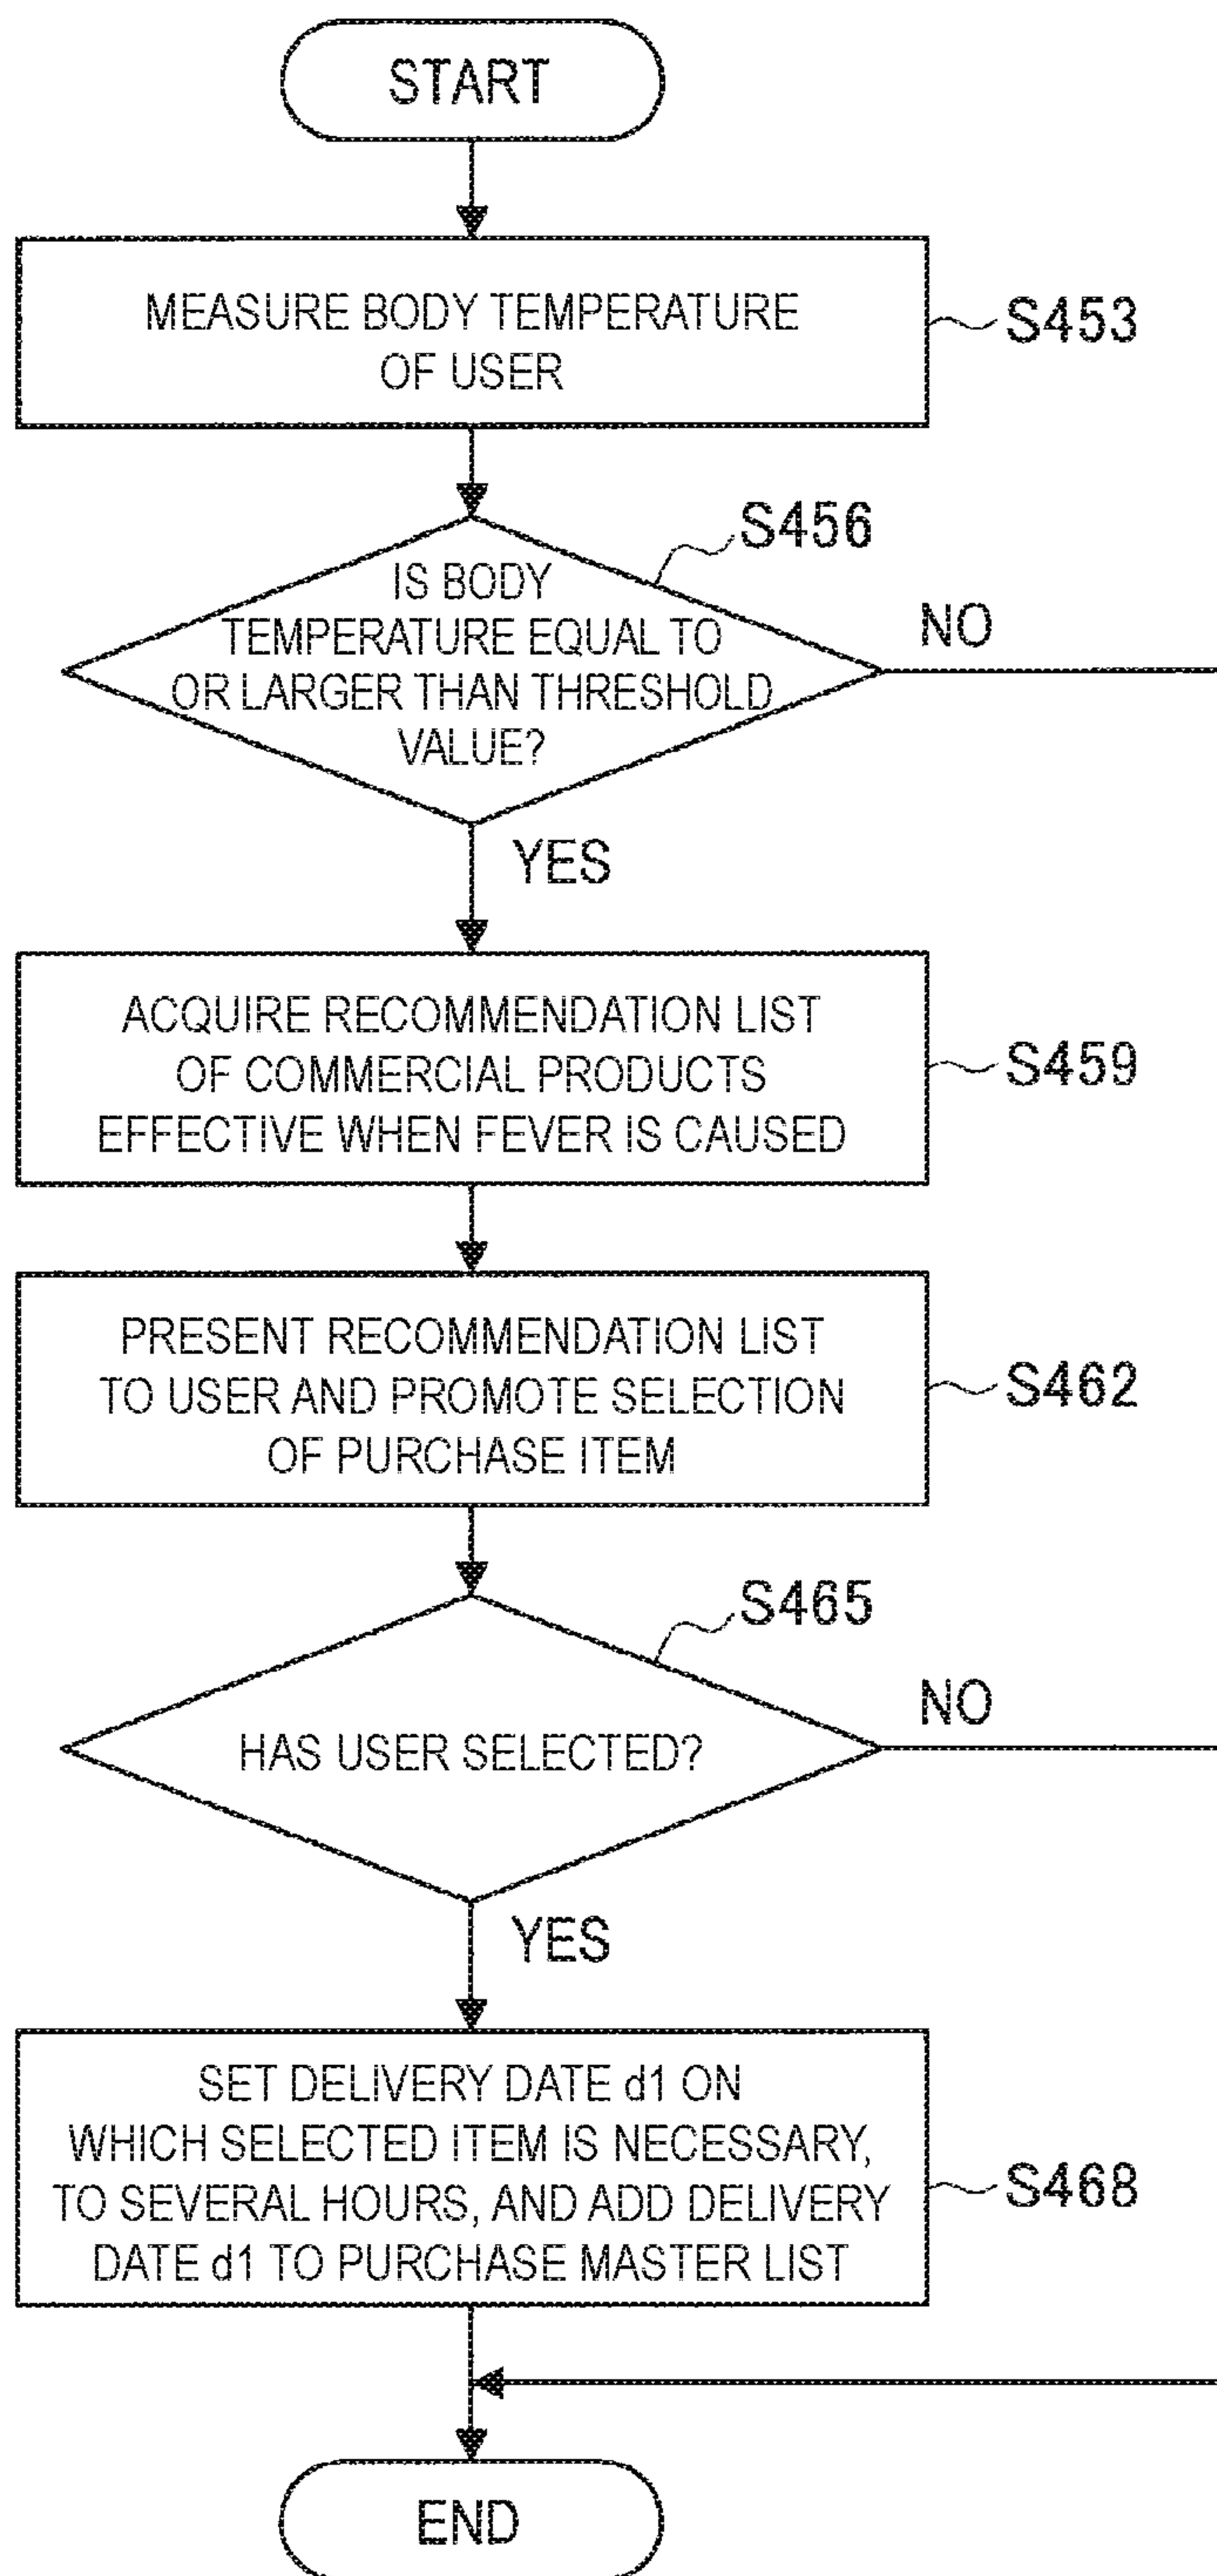 START
MEASURE BODY TEMPERATURE
OF USER
S453
S456
IS BODY
TEMPERATURE EQUAL TO
OR LARGER THAN THRESHOLD
VALUE?
NO
YES
ACQUIRE RECOMMENDATION LIST
OF COMMERCIAL PRODUCTS
EFFECTIVE WHEN FEVER IS CAUSED
S459
PRESENT RECOMMENDATION LIST
TO USER AND PROMOTE SELECTION
OF PURCHASE ITEM
S462
S465
HAS USER SELECTED?
NO
YES
SET DELIVERY DATE d1 ON
WHICH SELECTED ITEM IS NECESSARY,
TO SEVERAL HOURS, AND ADD DELIVERY
DATE d1 TO PURCHASE MASTER LIST
S468
END